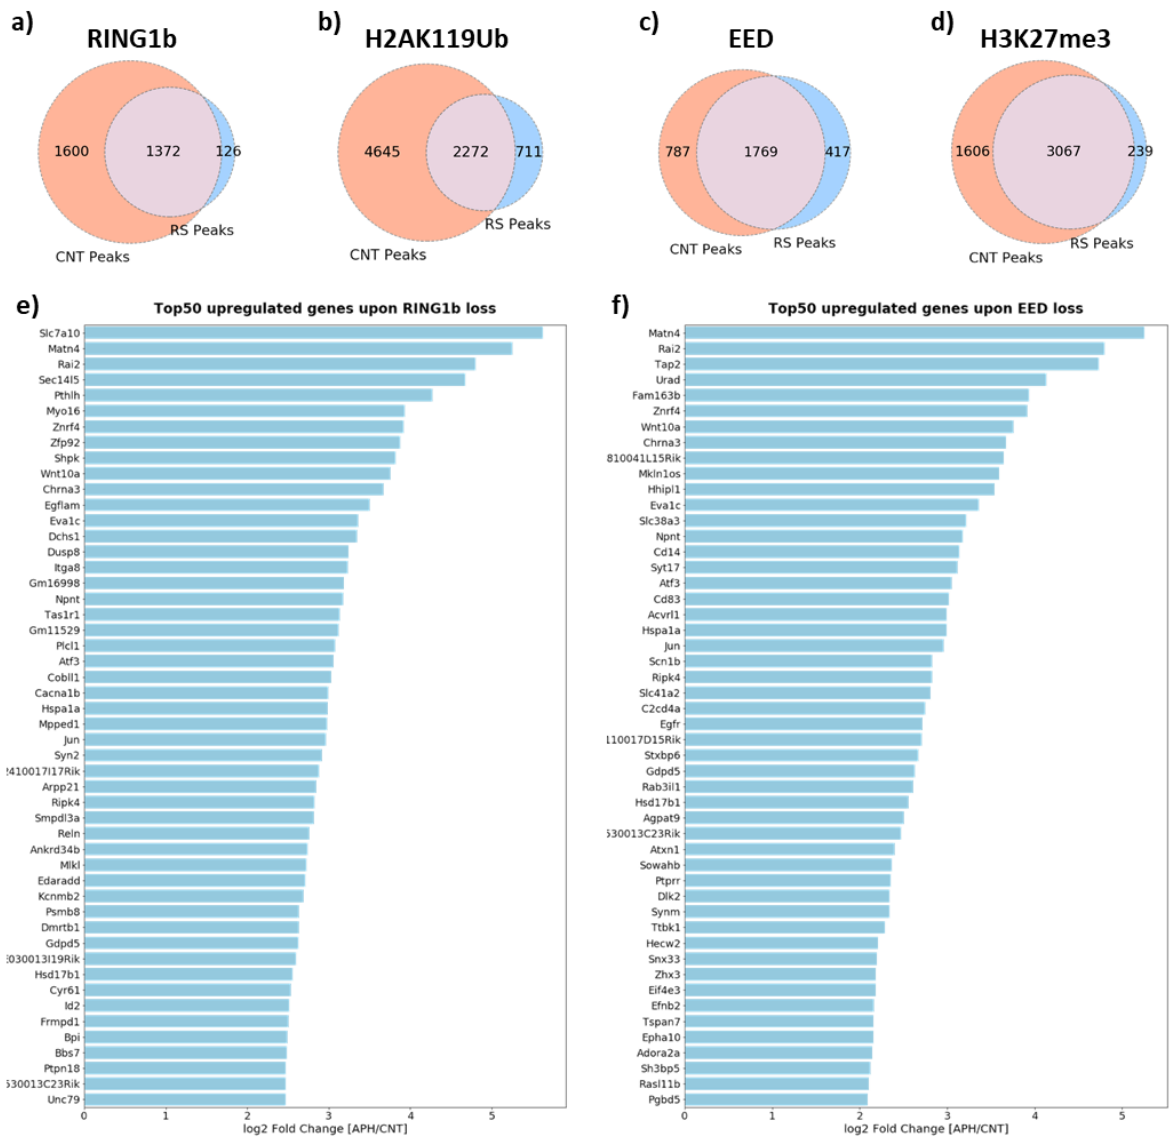 a)
RING1b
1600
1372
126
RS Peaks
CNT Peaks
b)
H2AK119Ub
4645
2272
711
RS Peaks
CNT Peaks
c)
EED
787
1769
417
RS Peaks
CNT Peaks
d)
H3K27me3
1606
3067
239
RS Peaks
CNT Peaks
e)
Top50 upregulated genes upon RING1b loss
Slc7a10
Matn4
Rai2
Sec14l5
Pthlh
Myo16
Znrf4
Zfp92
Shpk
Wnt10a
Chrna3
Egflam
Eva1c
Dchs1
Dusp8
Itga8
Gm16998
Npnt
Tas1r1
Gm11529
Plcl1
Atf3
Cobll1
Cacna1b
Hspa1a
Mpped1
Jun
Syn2
2410017I17Rik
Arpp21
Ripk4
Smpdl3a
Reln
Ankrd34b
Mlkl
Edaradd
Kcnmb2
Psmb8
Dmrtb1
Gdpd5
E030013I19Rik
Hsd17b1
Cyr61
Id2
Frmpd1
Bpi
Bbs7
Ptpn18
530013C23Rik
Unc79
0 1 2 3 4 5
log2 Fold Change [APH/CNT]
f)
Top50 upregulated genes upon EED loss
Matn4
Rai2
Tap2
Urad
Fam163b
Znrf4
Wnt10a
Chrna3
810041L15Rik
Mkln1os
Hhipl1
Eva1c
Slc38a3
Npnt
Cd14
Syt17
Atf3
Cd83
Acvrl1
Hspa1a
Jun
Scn1b
Ripk4
Slc41a2
C2cd4a
Egfr
110017D15Rik
Stxbp6
Gdpd5
Rab3il1
Hsd17b1
Agpat9
530013C23Rik
Atxn1
Sowahb
Ptprr
Dlk2
Synm
Ttbk1
Hecw2
Snx33
Zhx3
Eif4e3
Efnb2
Tspan7
Epha10
Adora2a
Sh3bp5
Rasl11b
Pgbd5
0 1 2 3 4 5
log2 Fold Change [APH/CNT]